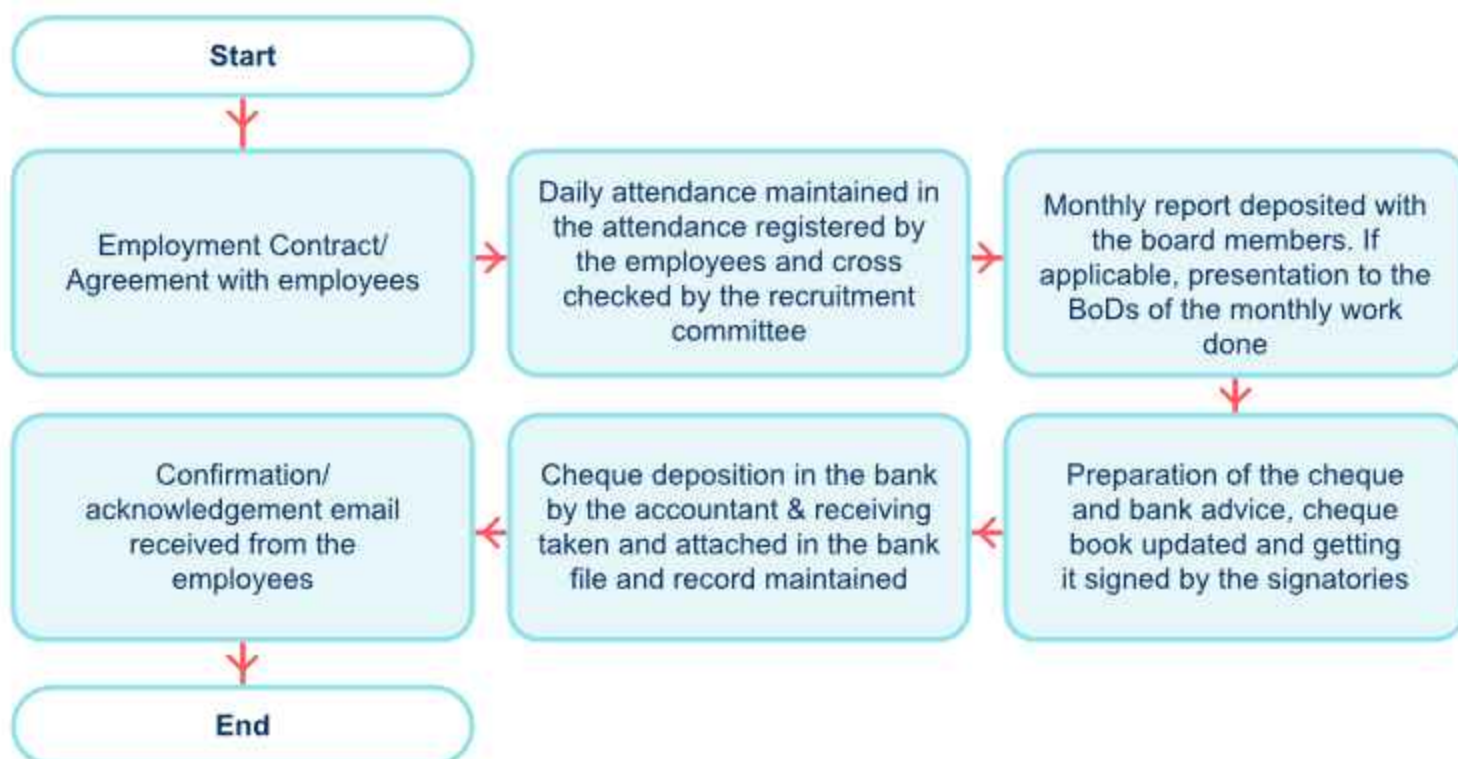 Start
Employment Contract/
Agreement with employees
Daily attendance maintained in
the attendance registered by
the employees and cross
checked by the recruitment
committee
Monthly report deposited with
the board members. If
applicable, presentation to the
BoDs of the monthly work
done
Preparation of the cheque
and bank advice, cheque
book updated and getting
it signed by the signatories
Cheque deposition in the bank
by the accountant & receiving
taken and attached in the bank
file and record maintained
Confirmation/
acknowledgement email
received from the
employees
End